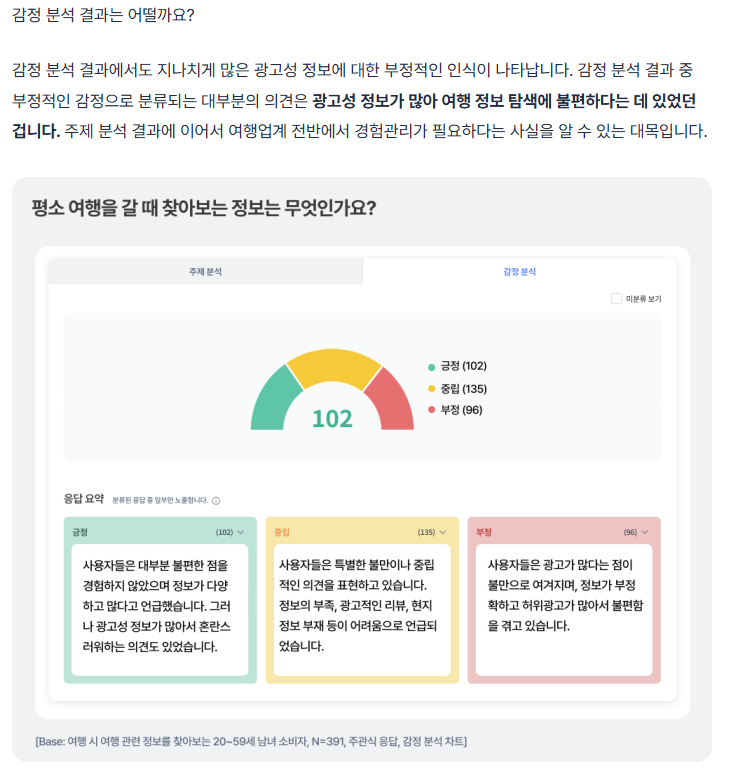 감정 분석 결과는 어떨까요?
감정 분석 결과에서도 지나치게 많은 광고성 정보에 대한 부정적인 인식이 나타납니다. 감정 분석 결과 중
부정적인 감정으로 분류되는 대부분의 의견은 광고성 정보가 많아 여행 정보 탐색에 불편하다는 데 있었던
겁니다. 주제 분석 결과에 이어서 여행업계 전반에서 경험관리가 필요하다는 사실을 알 수 있는 대목입니다.
평소 여행을 갈 때 찾아보는 정보는 무엇인가요?
주제 분석
감정 분석
미분류 보기
긍정 (102)
중립 (135)
부정 (96)
102
응답 요약 분류된 응답 중 일부만 노출합니다.
긍정 (102)
사용자들은 대부분 불편한 점을
경험하지 않았으며 정보가 다양
하고 많다고 언급했습니다. 그러
나 광고성 정보가 많아서 혼란스
러워하는 의견도 있었습니다.
중립 (135)
사용자들은 특별한 불만이나 중립
적인 의견을 표현하고 있습니다.
정보의 부족, 광고적인 리뷰, 현지
정보 부재 등이 어려움으로 언급되
었습니다.
부정 (96)
사용자들은 광고가 많다는 점이
불만으로 여겨지며, 정보가 부정
확하고 허위광고가 많아서 불편함
을 겪고 있습니다.
[Base: 여행 시 여행 관련 정보를 찾아보는 20~59세 남녀 소비자, N=391, 주관식 응답, 감정 분석 차트]